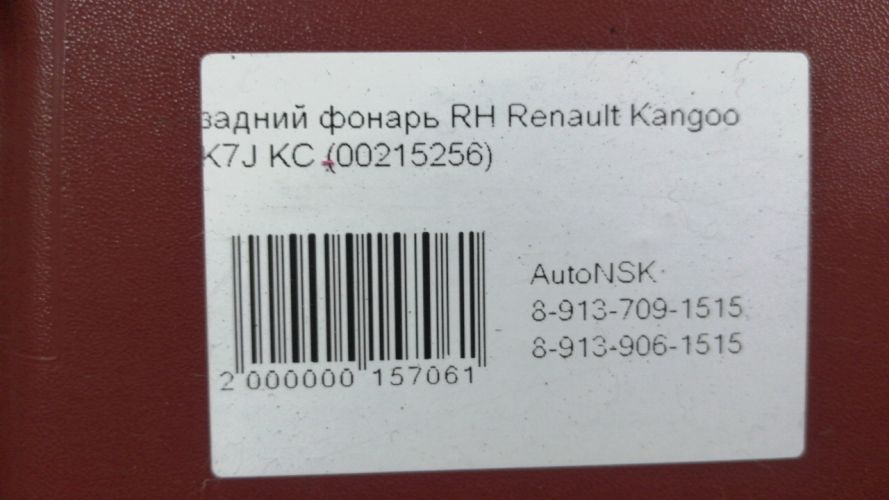 задний фонарь RH Renault Kangoo
K7J KC (00215256)
AutoNSK
8-913-709-1515
8-913-906-1515
2 000000 157061